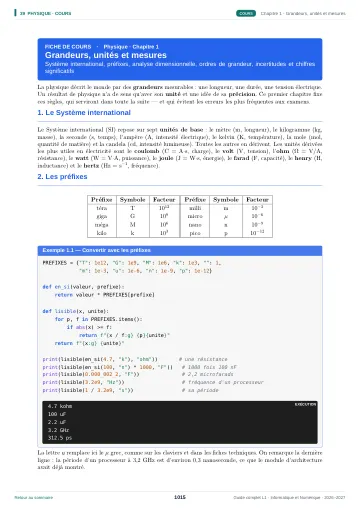 S9 PHYSIQUE · COURS
COURS Chapitre 1 · Grandeurs, unités et mesures
FICHE DE COURS · Physique · Chapitre 1
Grandeurs, unités et mesures
Système international, préfixes, analyse dimensionnelle, ordres de grandeur, incertitudes et chiffres
significatifs
La physique décrit le monde par des grandeurs mesurables : une longueur, une durée, une tension électrique.
Un résultat de physique n'a de sens qu'avec son unité et une idée de sa précision. Ce premier chapitre fixe
ces règles, qui serviront dans toute la suite — et qui évitent les erreurs les plus fréquentes aux examens.
1. Le Système international
Le Système international (SI) repose sur sept unités de base : le mètre (m, longueur), le kilogramme (kg,
masse), la seconde (s, temps), l'ampère (A, intensité électrique), le kelvin (K, température), la mole (mol,
quantité de matière) et la candela (cd, intensité lumineuse). Toutes les autres en dérivent. Les unités dérivées
les plus utiles en électricité sont le coulomb (C = A·s, charge), le volt (V, tension), l'ohm (Ω = V/A,
résistance), le watt (W = V·A, puissance), le joule (J = W·s, énergie), le farad (F, capacité), le henry (H,
inductance) et le hertz (Hz = s⁻¹, fréquence).
2. Les préfixes
Préfixe Symbole Facteur Préfixe Symbole Facteur
téra T 10¹² milli m 10⁻³
giga G 10⁹ micro μ 10⁻⁶
méga M 10⁶ nano n 10⁻⁹
kilo k 10³ pico p 10⁻¹²
Exemple 1.1 — Convertir avec les préfixes
PREFIXES = {"T": 1e12, "G": 1e9, "M": 1e6, "k": 1e3, "": 1,
"m": 1e-3, "u": 1e-6, "n": 1e-9, "p": 1e-12}
def en_si(valeur, prefixe):
return valeur * PREFIXES[prefixe]
def lisible(x, unite):
for p, f in PREFIXES.items():
if abs(x) >= f:
return f"{x / f:g} {p}{unite}"
return f"{x:g} {unite}"
print(lisible(en_si(4.7, "k"), "ohm")) # une résistance
print(lisible(en_si(100, "n") * 1000, "F")) # 1000 fois 100 nF
print(lisible(0.000_002_2, "F")) # 2,2 microfarads
print(lisible(3.2e9, "Hz")) # fréquence d'un processeur
print(lisible(1 / 3.2e9, "s")) # sa période
EXECUTION
4.7 kohm
100 uF
2.2 uF
3.2 GHz
312.5 ps
La lettre u remplace ici le μ grec, comme sur les claviers et dans les fiches techniques. On remarque la dernière
ligne : la période d'un processeur à 3,2 GHz est d'environ 0,3 nanoseconde, ce que le module d'architecture
avait déjà montré.
Retour au sommaire
1015
Guide complet L1 · Informatique et Numérique · 2026–2027